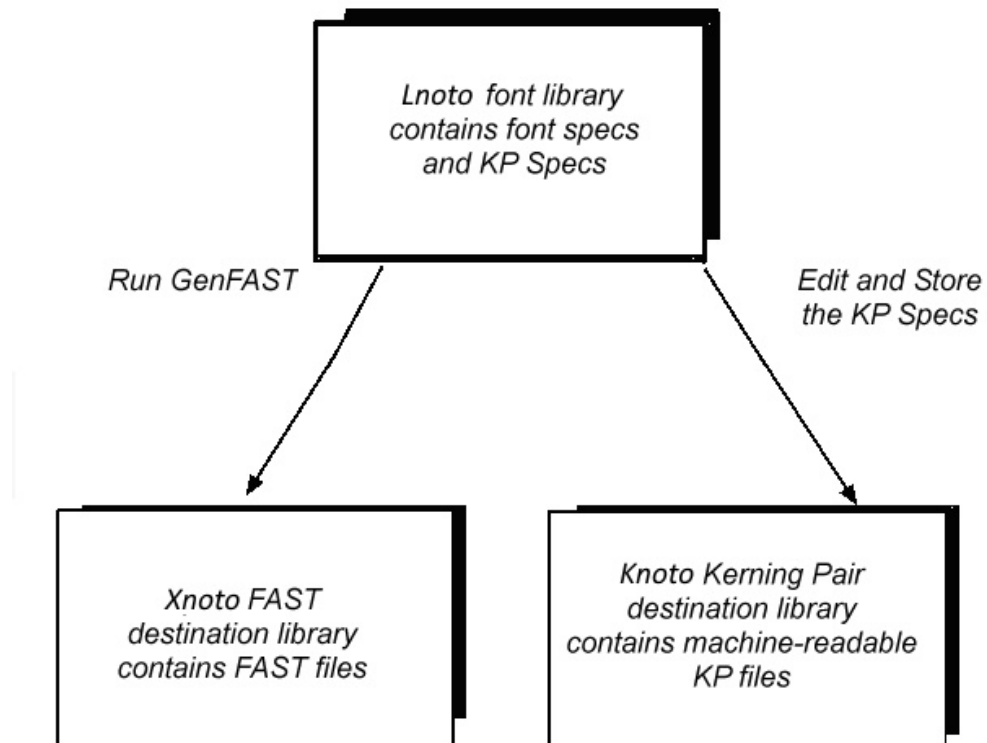 Lnoto font library
contains font specs
and KP Specs
Run GenFAST
Edit and Store
the KP Specs
Xnoto FAST
destination library
contains FAST files
Knoto Kerning Pair
destination library
contains machine-readable
KP files